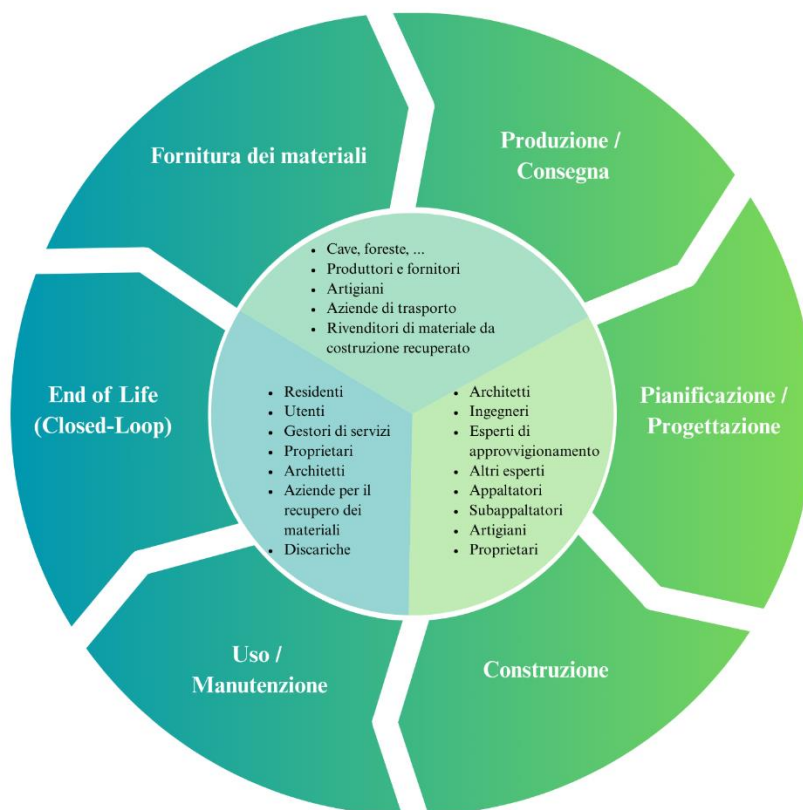 Fornitura dei materiali
Produzione /
Consegna
Pianificazione /
Progettazione
Construzione
Uso /
Manutenzione
End of Life
(Closed-Loop)
• Cave, foreste, ...
• Produttori e fornitori
• Artigiani
• Aziende di trasporto
• Rivenditori di materiale da
costruzione recuperato
• Architetti
• Ingegneri
• Esperti di
approvvigionamento
• Altri esperti
• Appaltatori
• Subappaltatori
• Artigiani
• Proprietari
• Residenti
• Utenti
• Gestori di servizi
• Proprietari
• Architetti
• Aziende per il
recupero dei
materiali
• Discariche